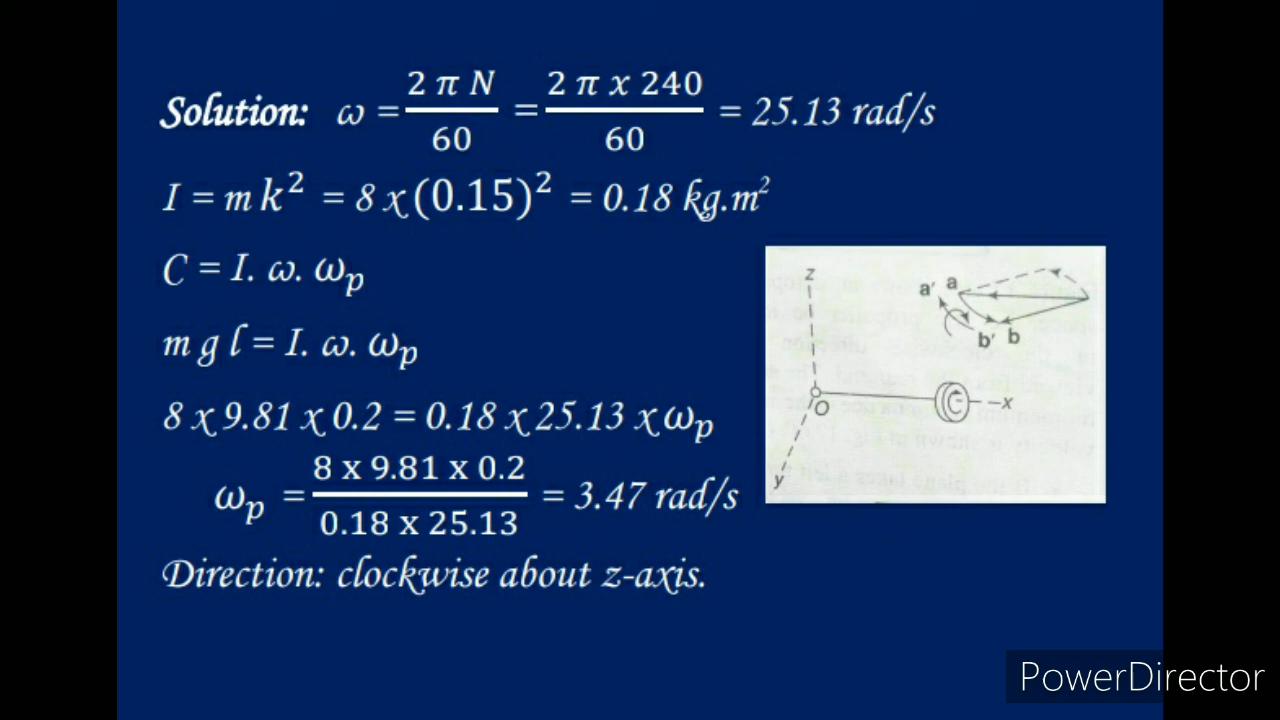 Solution: ω = 2 π N / 60 = 2 π x 240 / 60 = 25.13 rad/s
I = m k² = 8 x (0.15)² = 0.18 kg.m²
C = I. ω. ωp
m g l = I. ω. ωp
8 x 9.81 x 0.2 = 0.18 x 25.13 x ωp
ωp = 8 x 9.81 x 0.2 / 0.18 x 25.13 = 3.47 rad/s
Direction: clockwise about z-axis.
z
a' a
b' b
O
x
y
PowerDirector